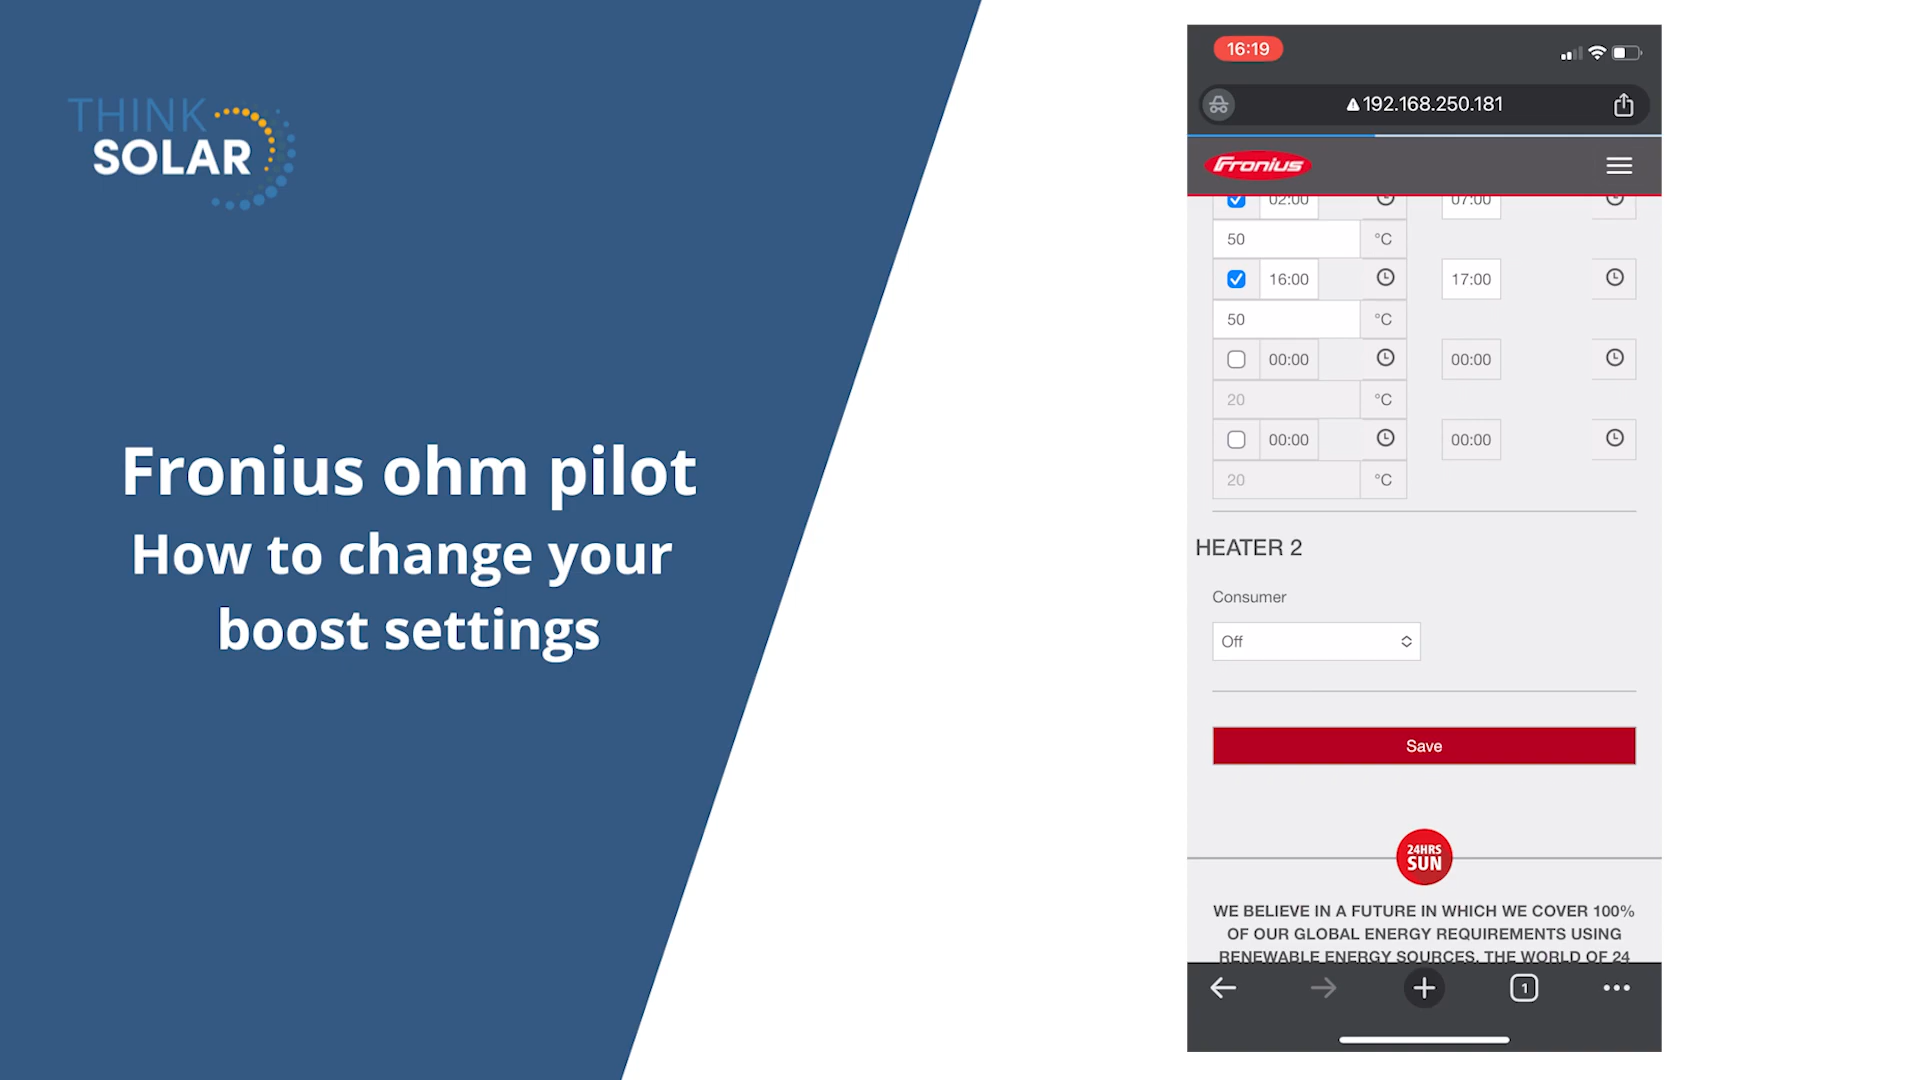 THINK
SOLAR
Fronius ohm pilot
How to change your
boost settings
16:19
192.168.250.181
Fronius
02:00 07:00
50 °C
16:00 17:00
50 °C
00:00 00:00
20 °C
00:00 00:00
20 °C
HEATER 2
Consumer
Off
Save
24HRS
SUN
WE BELIEVE IN A FUTURE IN WHICH WE COVER 100%
OF OUR GLOBAL ENERGY REQUIREMENTS USING
RENEWABLE ENERGY SOURCES. THE WORLD OF 24
1